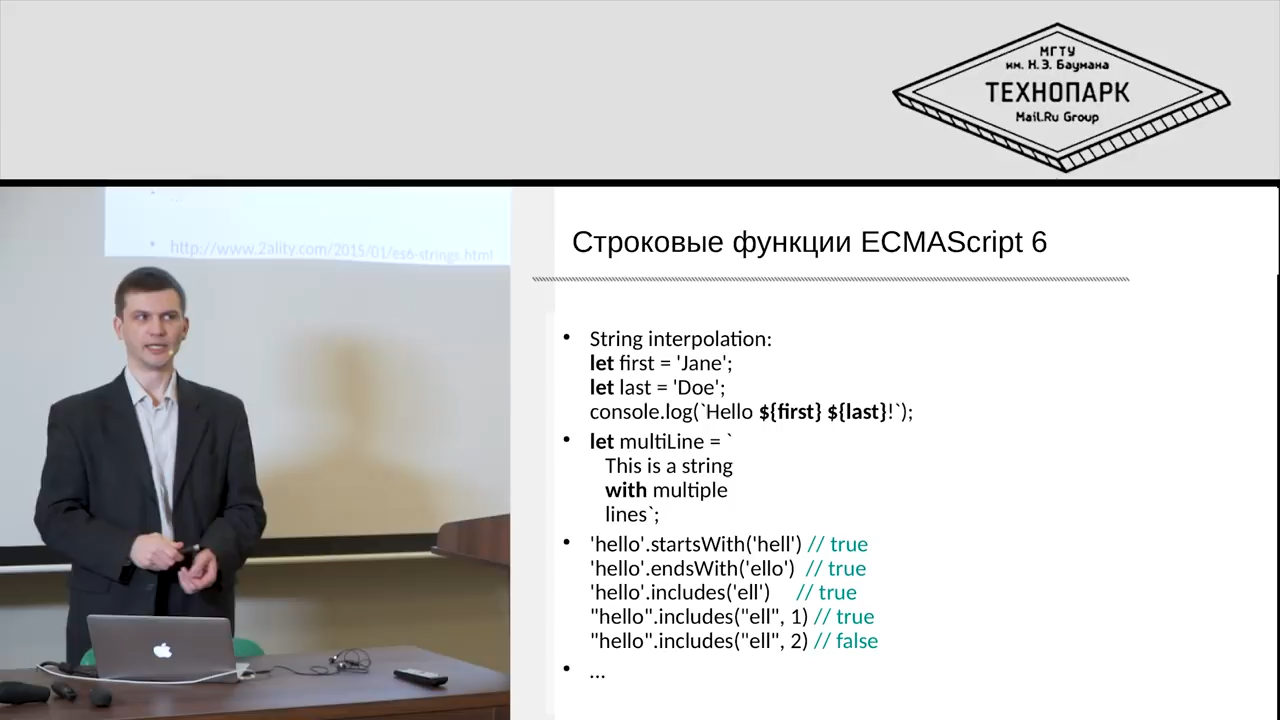 МГТУ
им. Н.Э. Баумана
ТЕХНОПАРК
Mail.Ru Group
...
• http://www.2ality.com/2015/01/es6-strings.html
Строковые функции ECMAScript 6
• String interpolation:
let first = 'Jane';
let last = 'Doe';
console.log(`Hello ${first} ${last}!`);
• let multiLine = `
This is a string
with multiple
lines`;
• 'hello'.startsWith('hell') // true
'hello'.endsWith('ello') // true
'hello'.includes('ell') // true
"hello".includes("ell", 1) // true
"hello".includes("ell", 2) // false
• ...